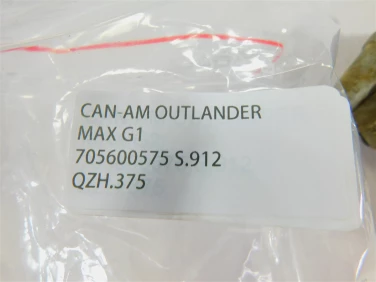 CAN-AM OUTLANDER
MAX G1
705600575 S.912
QZH.375